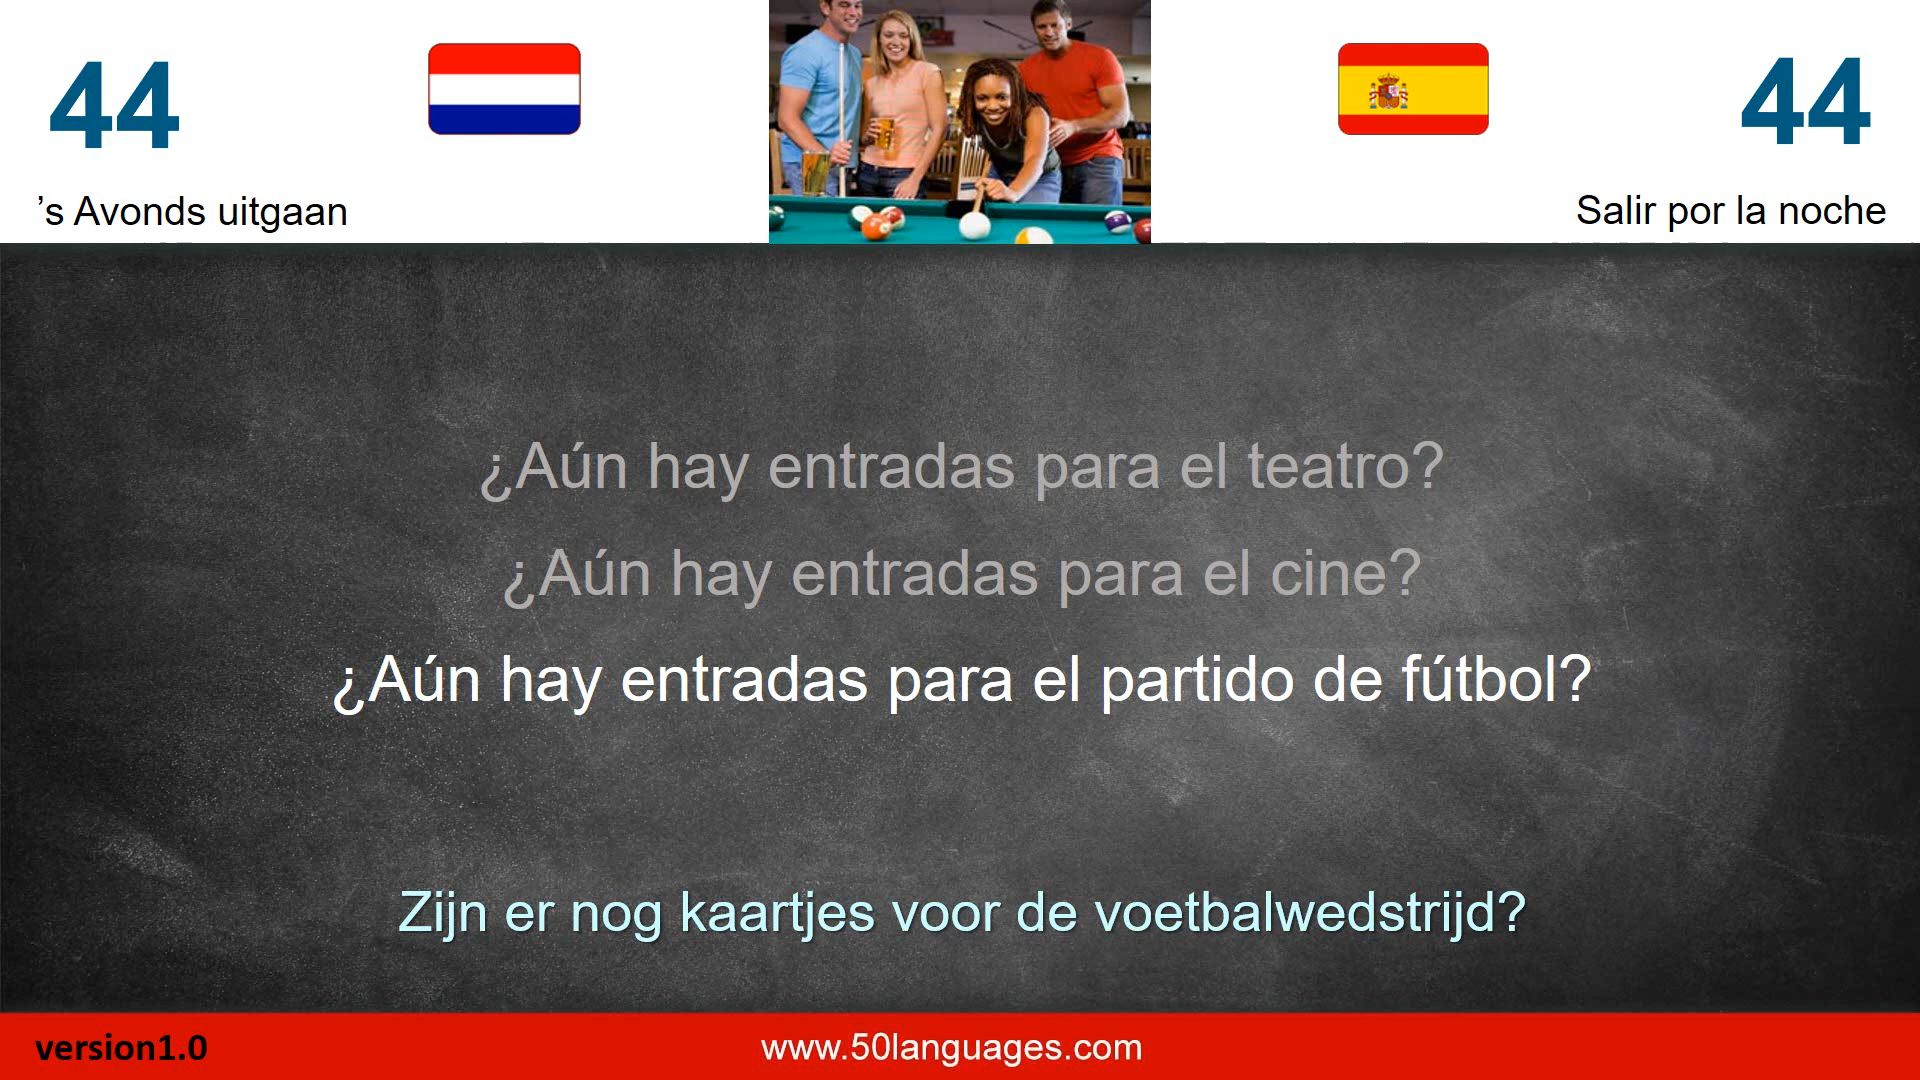 44
44
’s Avonds uitgaan
Salir por la noche
¿Aún hay entradas para el teatro?
¿Aún hay entradas para el cine?
¿Aún hay entradas para el partido de fútbol?
Zijn er nog kaartjes voor de voetbalwedstrijd?
version1.0
www.50languages.com